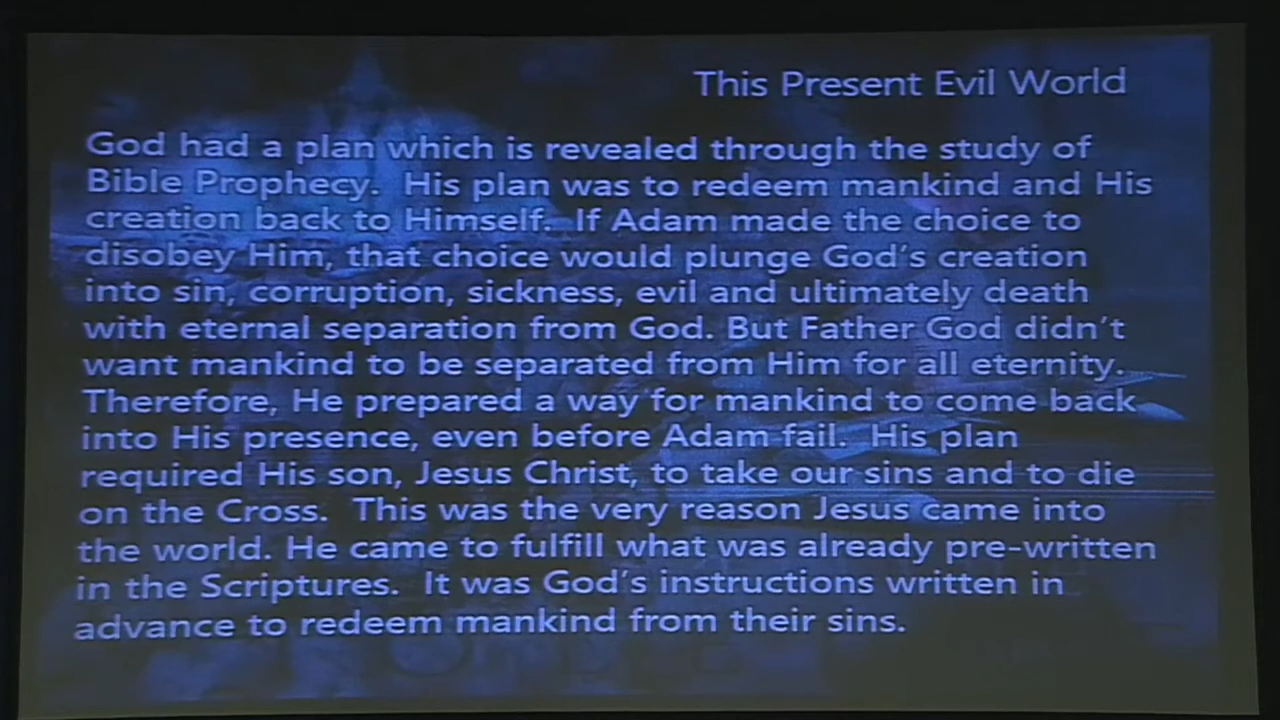 This Present Evil World
God had a plan which is revealed through the study of
Bible Prophecy. His plan was to redeem mankind and His
creation back to Himself. If Adam made the choice to
disobey Him, that choice would plunge God's creation
into sin, corruption, sickness, evil and ultimately death
with eternal separation from God. But Father God didn't
want mankind to be separated from Him for all eternity.
Therefore, He prepared a way for mankind to come back
into His presence, even before Adam fail. His plan
required His son, Jesus Christ, to take our sins and to die
on the Cross. This was the very reason Jesus came into
the world. He came to fulfill what was already pre-written
in the Scriptures. It was God's instructions written in
advance to redeem mankind from their sins.